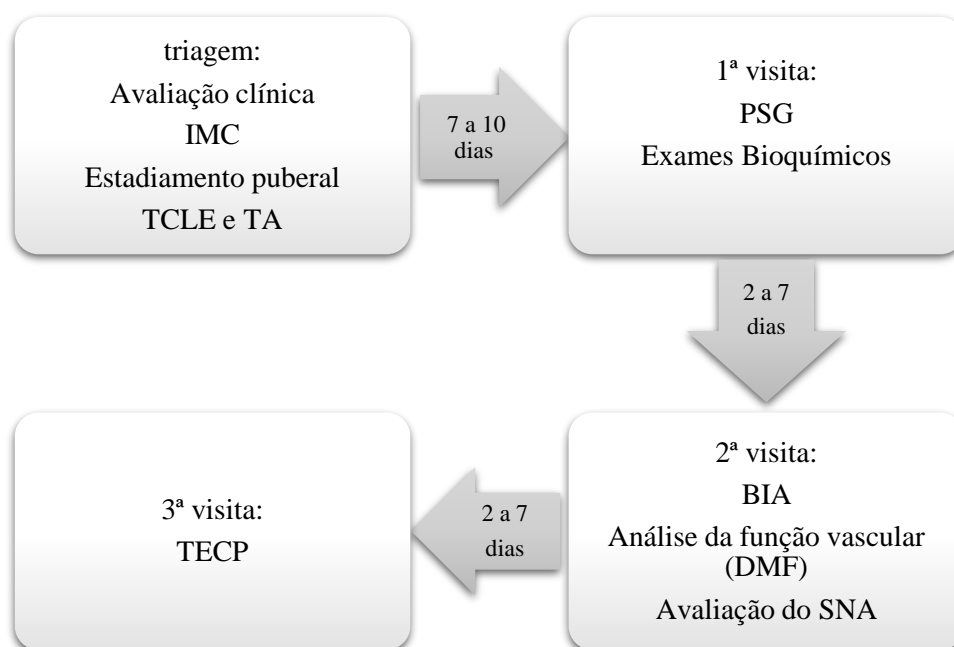 triagem:
Avaliação clínica
IMC
Estadiamento puberal
TCLE e TA
7 a 10
dias
1ª visita:
PSG
Exames Bioquímicos
2 a 7
dias
2ª visita:
BIA
Análise da função vascular
(DMF)
Avaliação do SNA
2 a 7
dias
3ª visita:
TECP